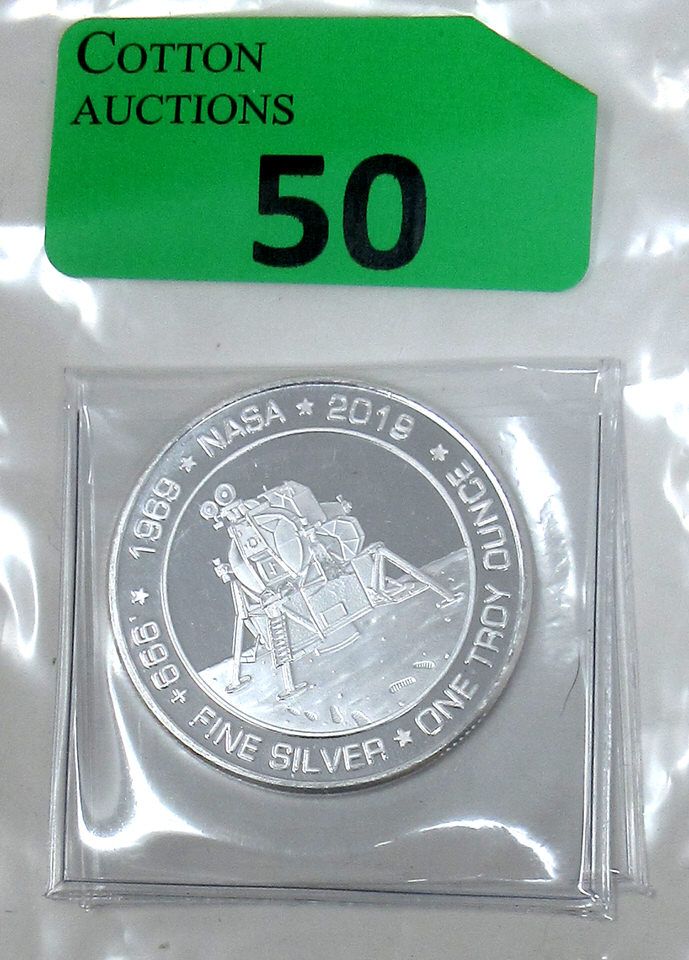 COTTON
AUCTIONS
50
1969 ★ NASA ★ 2019 ★ ONE TROY OUNCE ★ FINE SILVER ★ .999+ ★